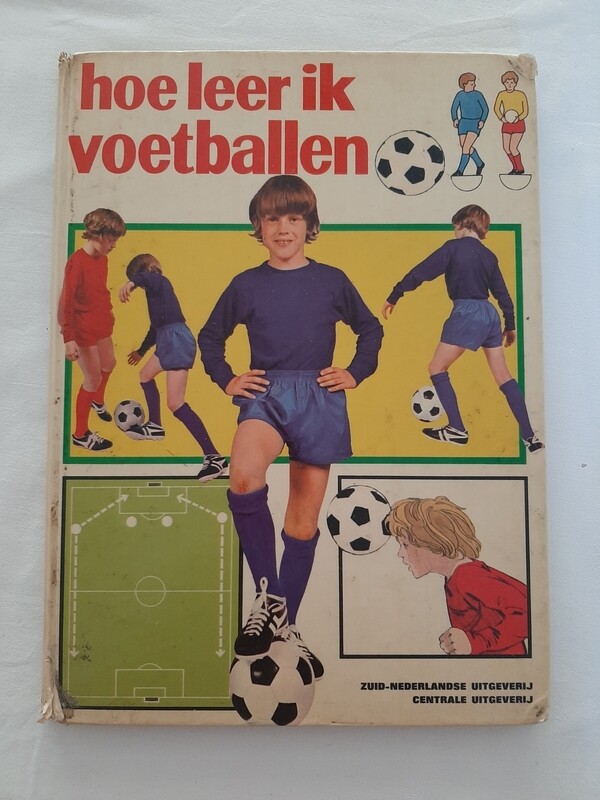 hoe leer ik
voetballen
ZUID-NEDERLANDSE UITGEVERIJ
CENTRALE UITGEVERIJ